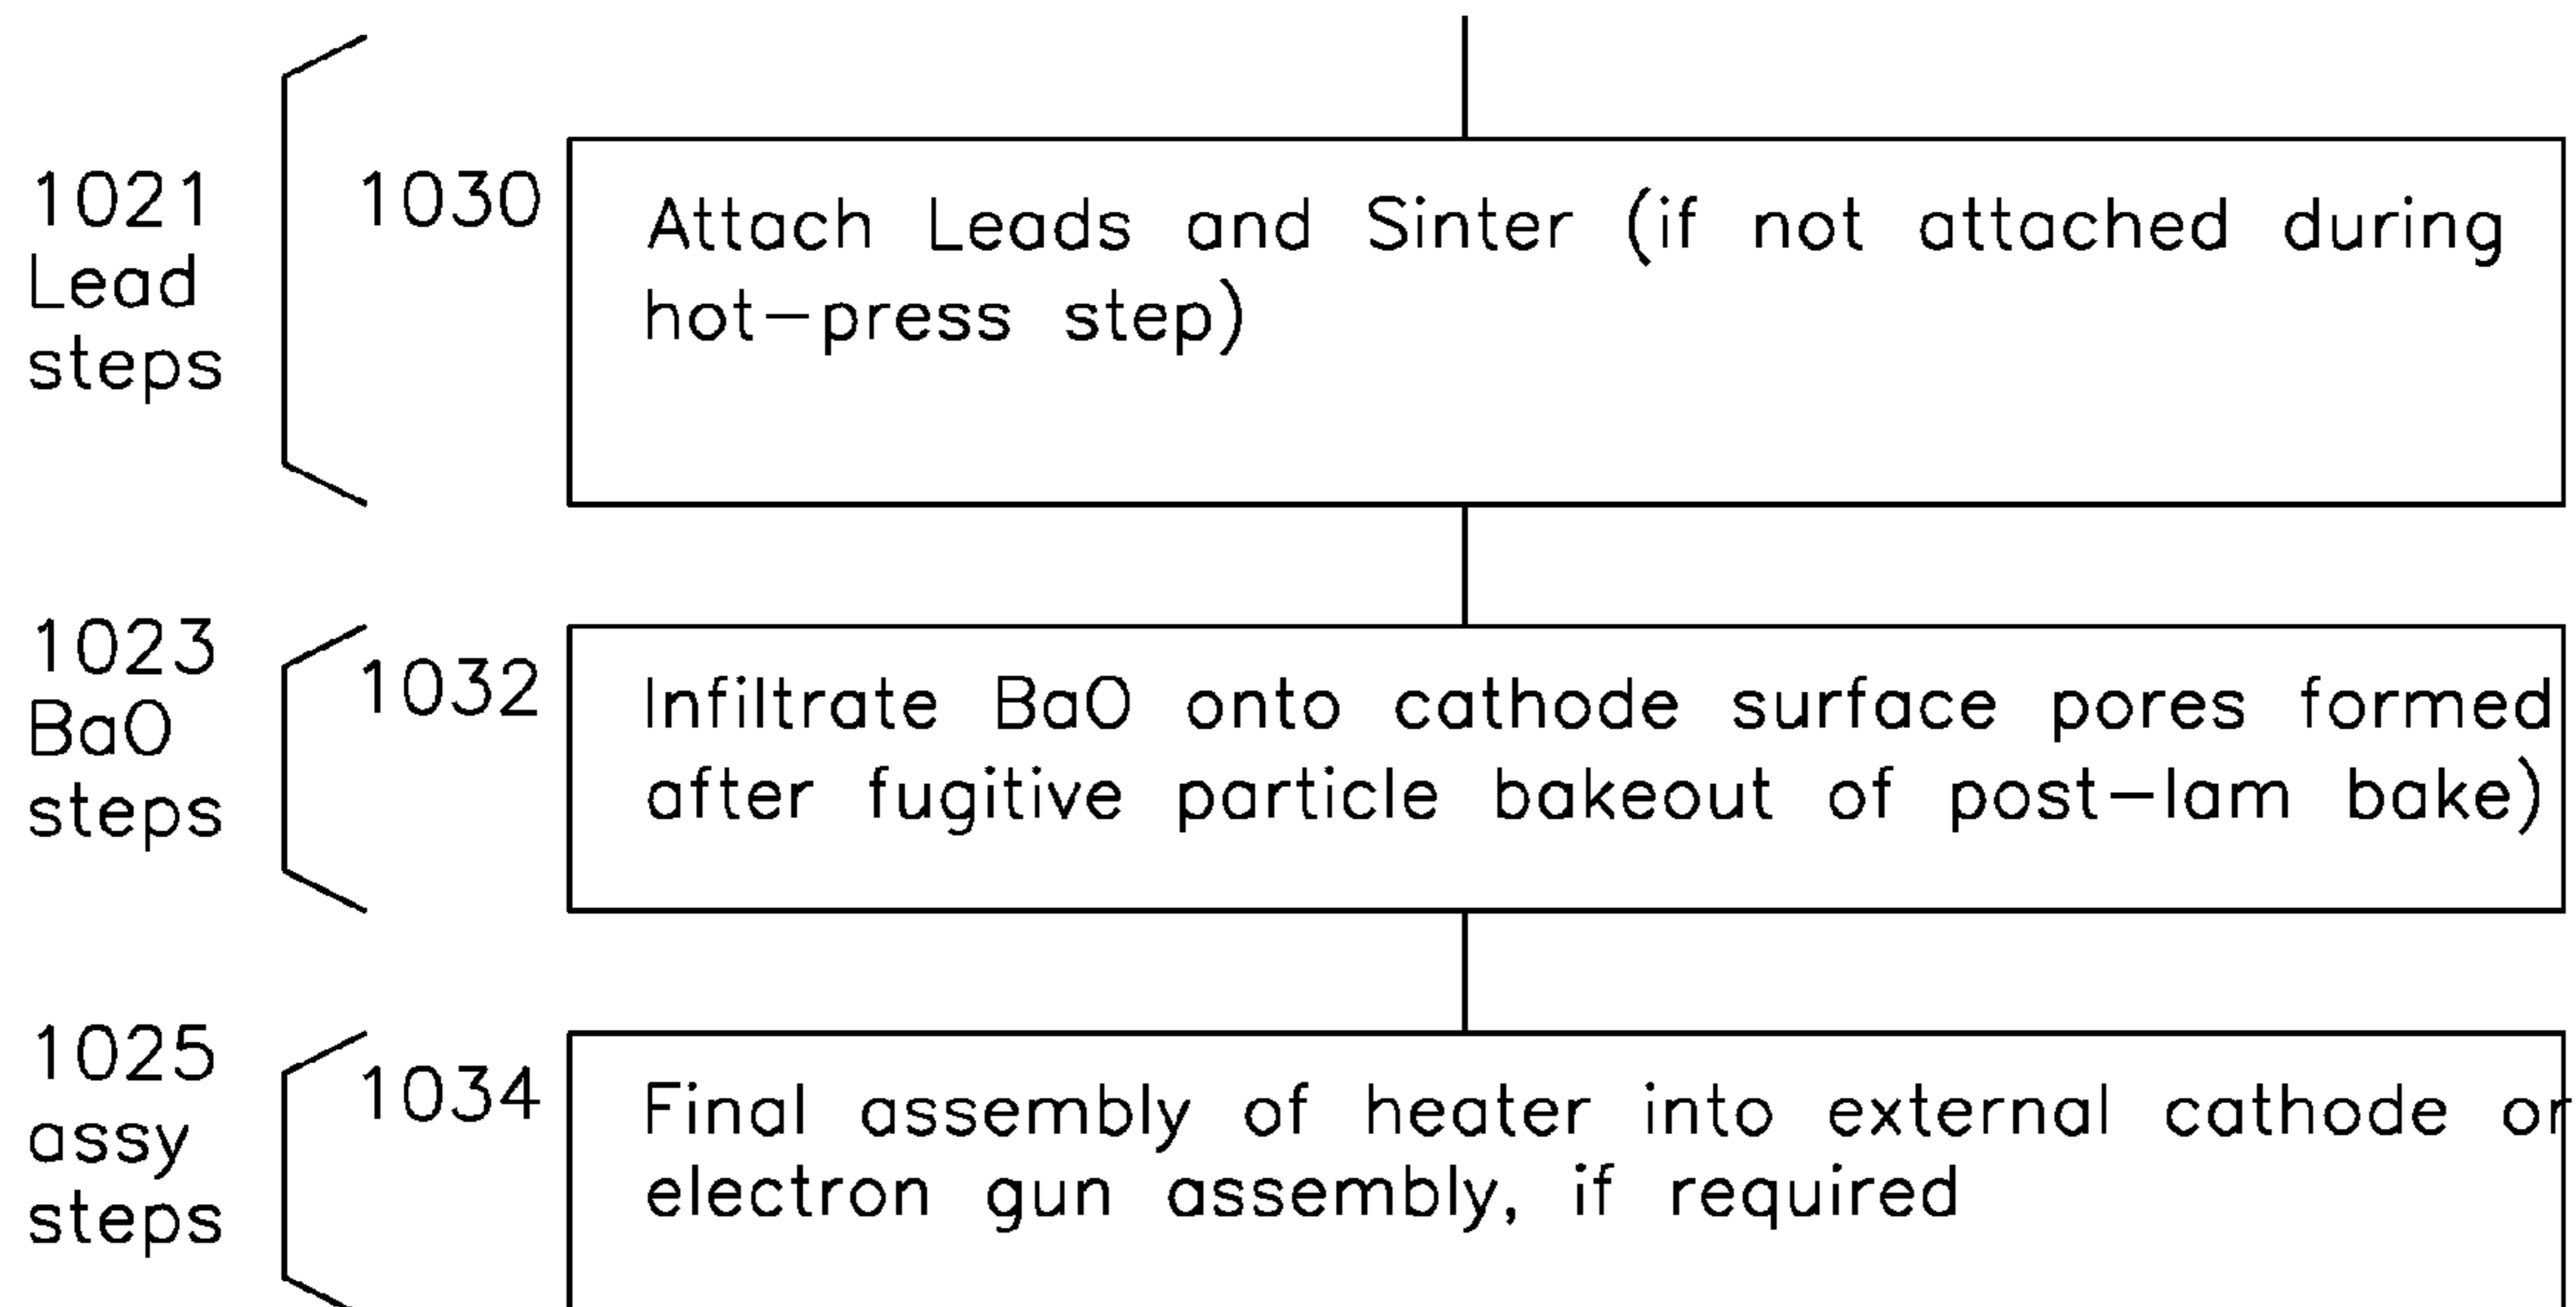 1021
Lead
steps
1030
Attach Leads and Sinter (if not attached during
hot-press step)
1023
BaO
steps
1032
Infiltrate BaO onto cathode surface pores formed
after fugitive particle bakeout of post-lam bake)
1025
assy
steps
1034
Final assembly of heater into external cathode or
electron gun assembly, if required